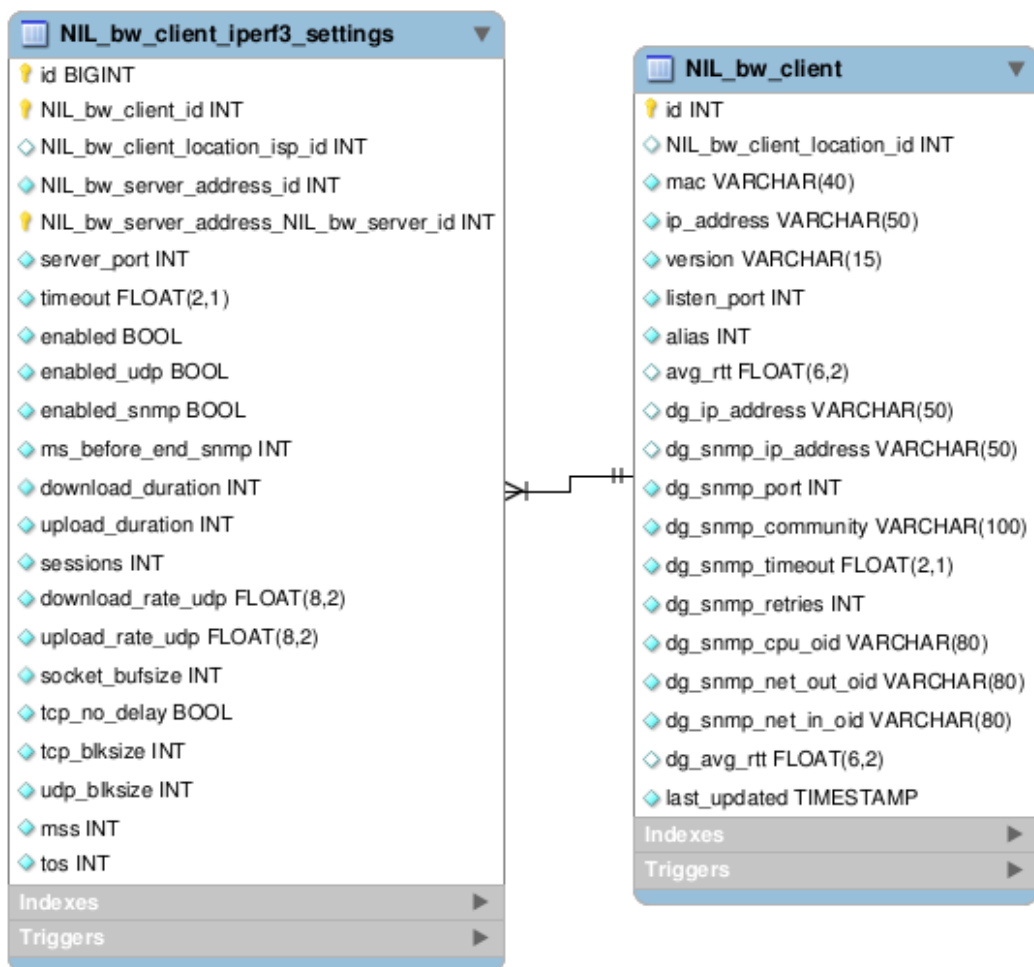 NIL_bw_client_iperf3_settings
id BIGINT
NIL_bw_client_id INT
NIL_bw_client_location_isp_id INT
NIL_bw_server_address_id INT
NIL_bw_server_address_NIL_bw_server_id INT
server_port INT
timeout FLOAT(2,1)
enabled BOOL
enabled_udp BOOL
enabled_snmp BOOL
ms_before_end_snmp INT
download_duration INT
upload_duration INT
sessions INT
download_rate_udp FLOAT(8,2)
upload_rate_udp FLOAT(8,2)
socket_bufsize INT
tcp_no_delay BOOL
tcp_blksize INT
udp_blksize INT
mss INT
tos INT
Indexes
Triggers
NIL_bw_client
id INT
NIL_bw_client_location_id INT
mac VARCHAR(40)
ip_address VARCHAR(50)
version VARCHAR(15)
listen_port INT
alias INT
avg_rtt FLOAT(6,2)
dg_ip_address VARCHAR(50)
dg_snmp_ip_address VARCHAR(50)
dg_snmp_port INT
dg_snmp_community VARCHAR(100)
dg_snmp_timeout FLOAT(2,1)
dg_snmp_retries INT
dg_snmp_cpu_oid VARCHAR(80)
dg_snmp_net_out_oid VARCHAR(80)
dg_snmp_net_in_oid VARCHAR(80)
dg_avg_rtt FLOAT(6,2)
last_updated TIMESTAMP
Indexes
Triggers